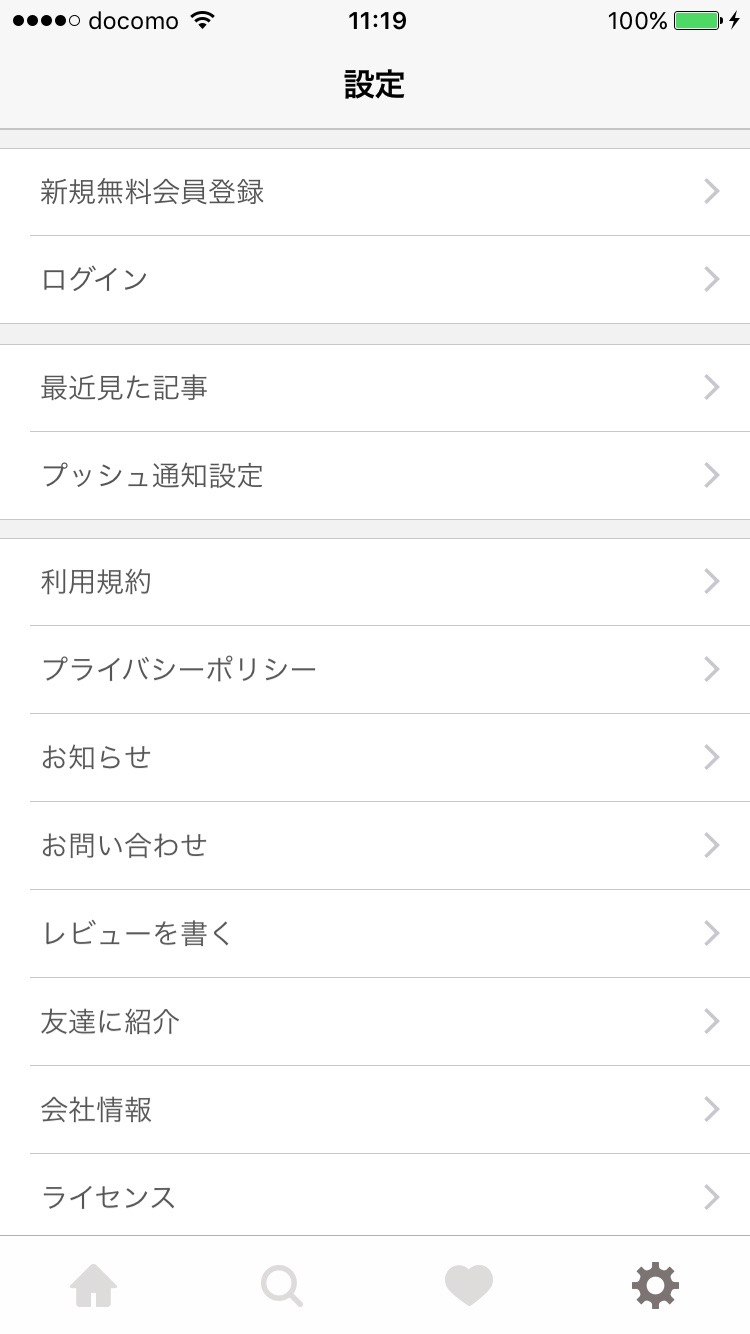 docomo 11:19 100%
設定
新規無料会員登録
ログイン
最近見た記事
プッシュ通知設定
利用規約
プライバシーポリシー
お知らせ
お問い合わせ
レビューを書く
友達に紹介
会社情報
ライセンス